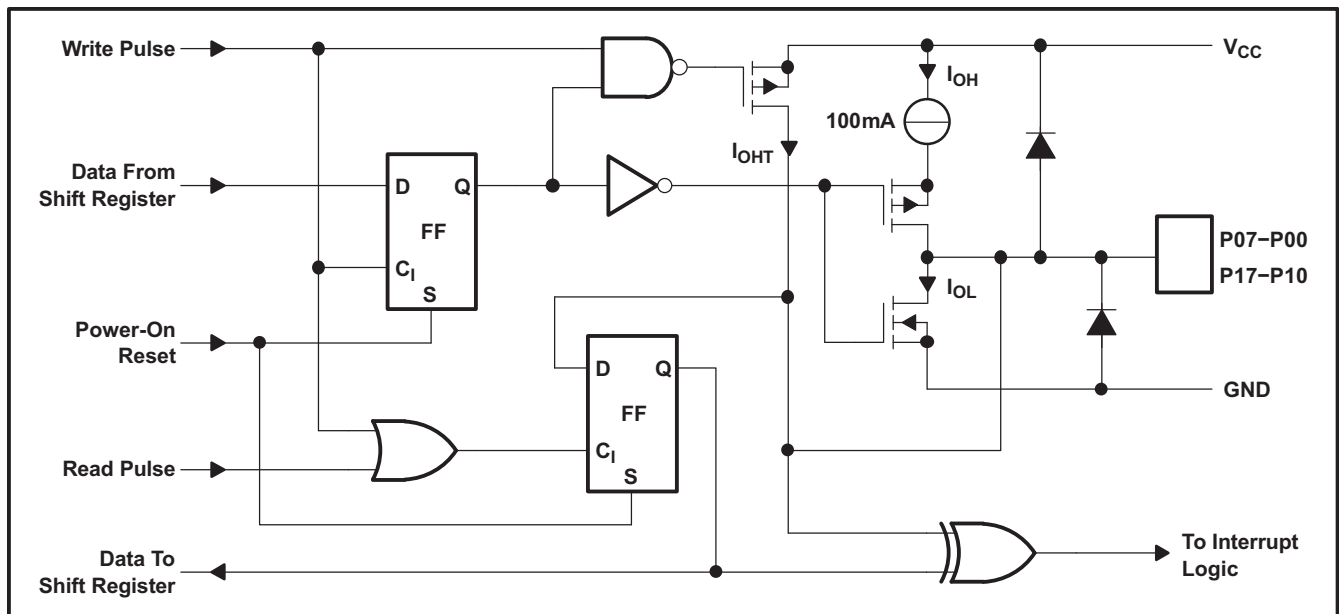 Write Pulse
V_CC
I_OH
100mA
I_OHT
Data From
Shift Register
D
Q
FF
C_I
S
P07−P00
P17−P10
I_OL
Power-On
Reset
D
Q
FF
C_I
S
GND
Read Pulse
Data To
Shift Register
To Interrupt
Logic